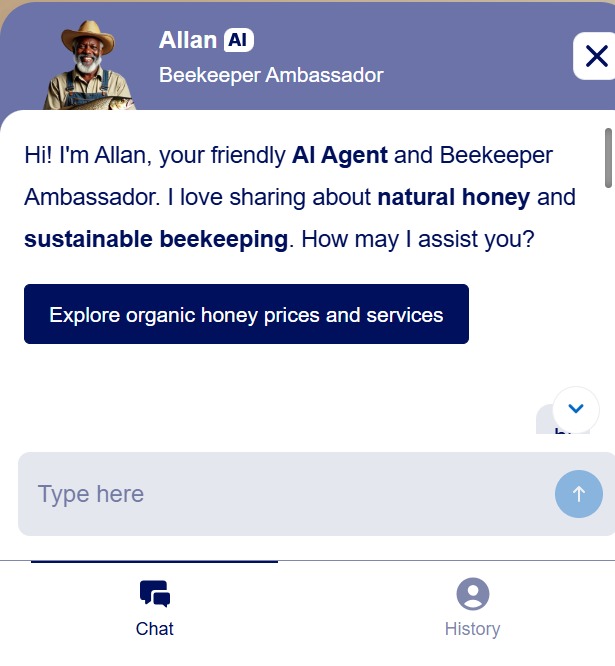 Allan AI
Beekeeper Ambassador
Hi! I'm Allan, your friendly AI Agent and Beekeeper
Ambassador. I love sharing about natural honey and
sustainable beekeeping. How may I assist you?
Explore organic honey prices and services
Type here
Chat
History